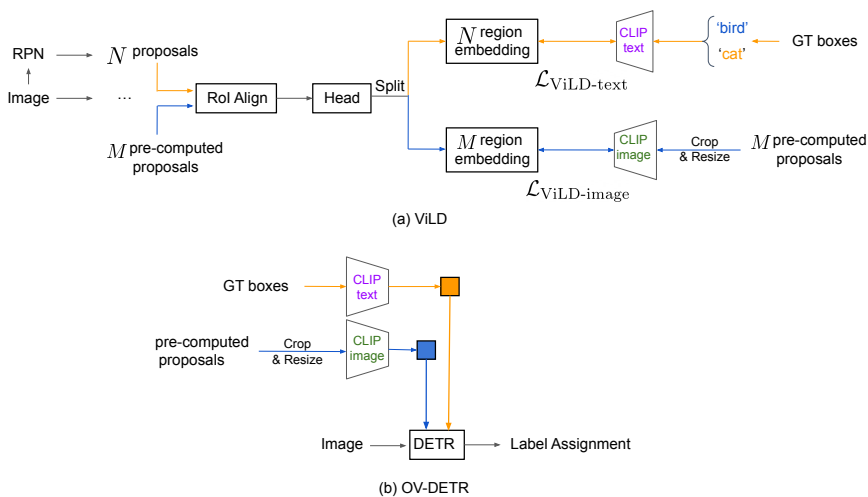 RPN
N proposals
Image
...
M pre-computed
proposals
RoI Align
Head
Split
N region
embedding
CLIP
text
'bird'
'cat'
GT boxes
ℒViLD-text
M region
embedding
CLIP
image
Crop
& Resize
M pre-computed
proposals
ℒViLD-image
(a) ViLD
GT boxes
CLIP
text
pre-computed
proposals
Crop
& Resize
CLIP
image
Image
DETR
Label Assignment
(b) OV-DETR